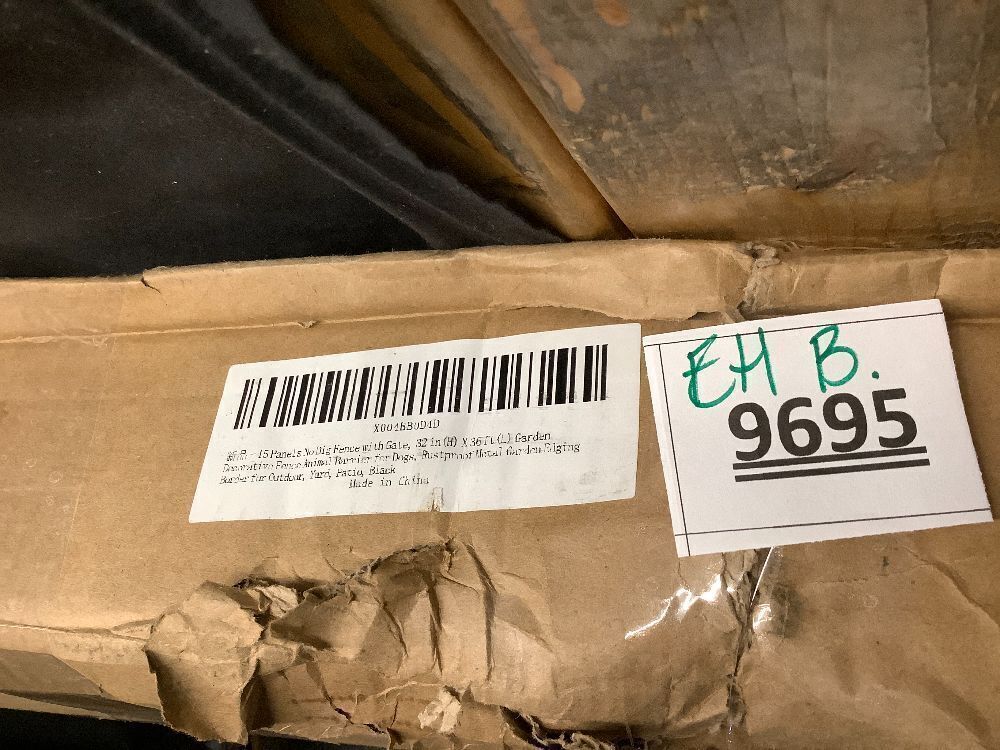 X004BB0D4D
新品 - 15 Panels No Dig Fence with Gate, 32 in(H) X 36 ft(L) Garden
Decorative Fence Animal Barrier for Dogs, Rustproof Metal Garden Edging
Border for Outdoor, Yard, Patio, Black
Made in China
EH B.
9695